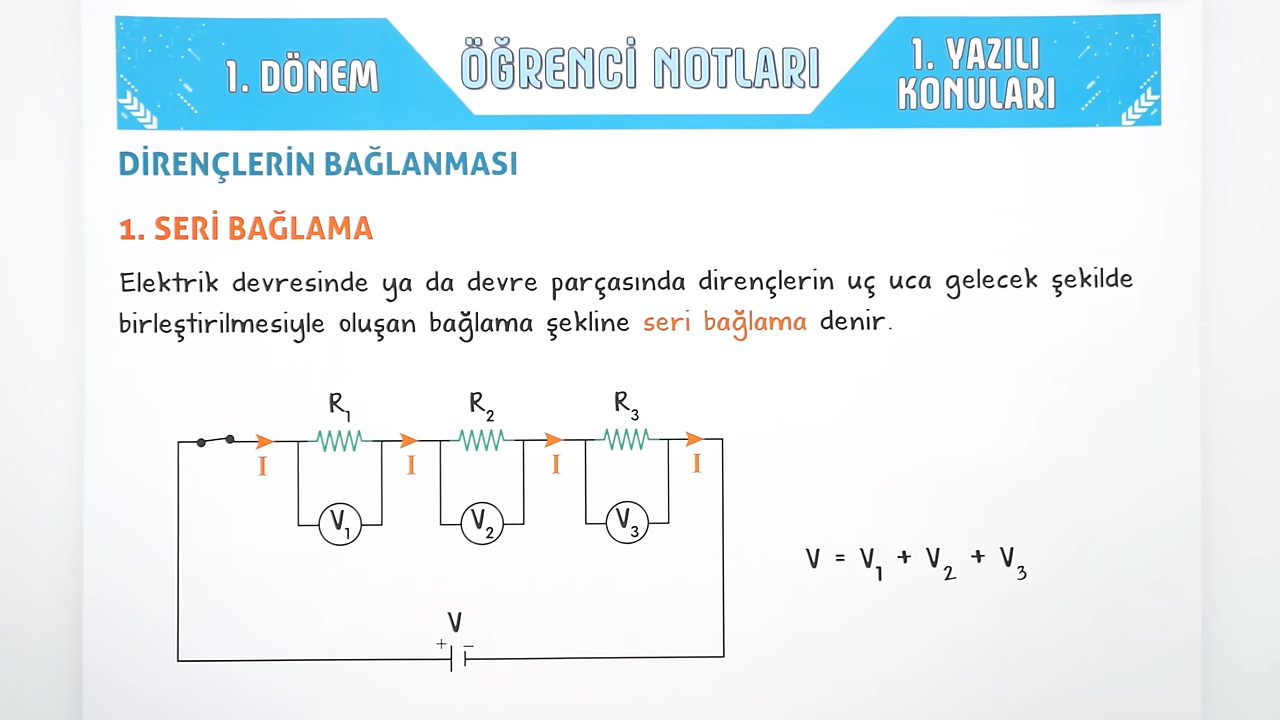 1. DÖNEM
ÖĞRENCİ NOTLARI
1. YAZILI
KONULARI
DİRENÇLERİN BAĞLANMASI
1. SERİ BAĞLAMA
Elektrik devresinde ya da devre parçasında dirençlerin uç uca gelecek şekilde
birleştirilmesiyle oluşan bağlama şekline seri bağlama denir.
R₁ R₂ R₃
I I I I
V₁ V₂ V₃
V = V₁ + V₂ + V₃
V
+ −